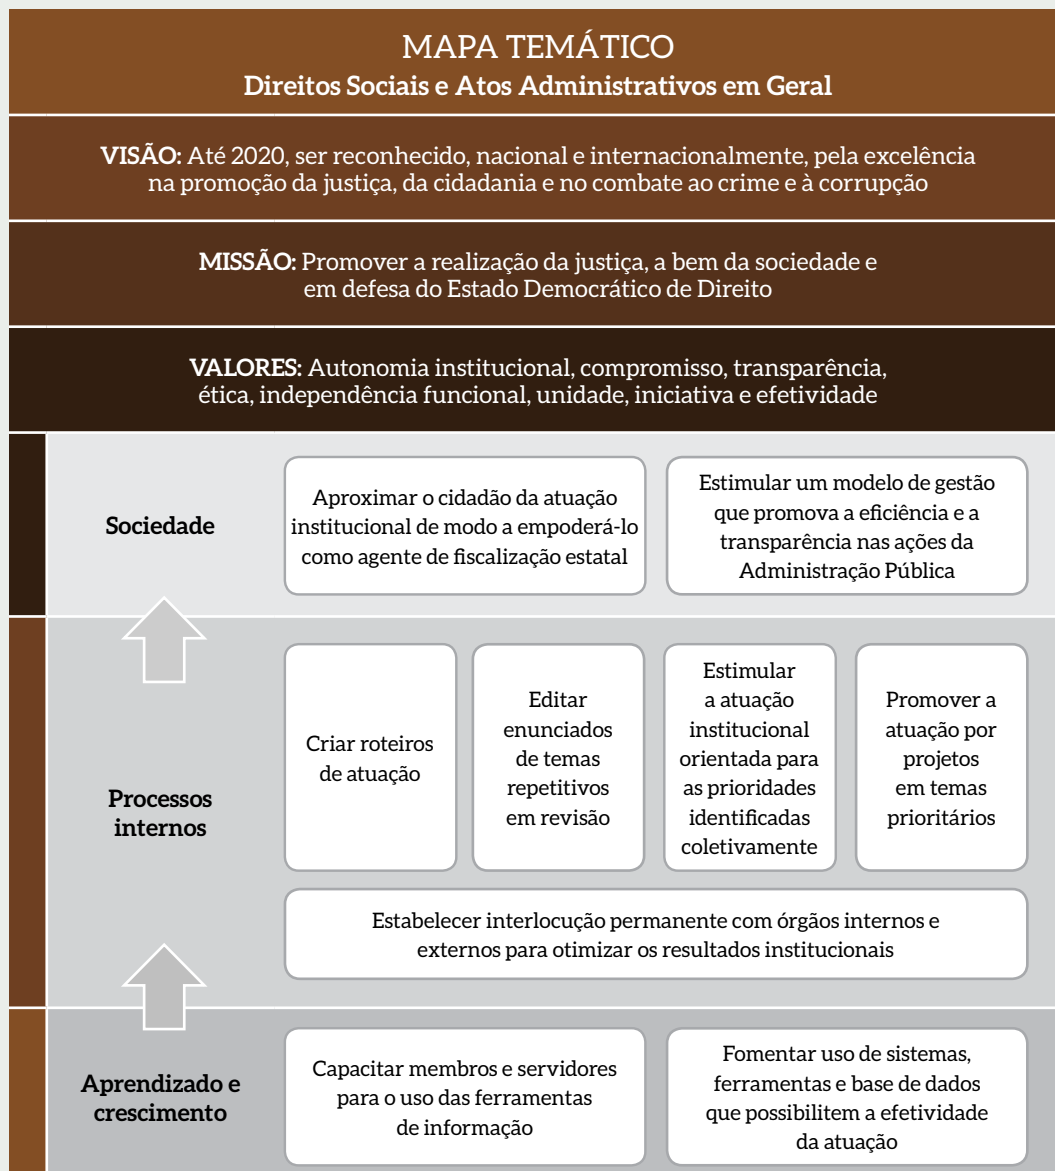 MAPA TEMÁTICO
Direitos Sociais e Atos Administrativos em Geral
VISÃO: Até 2020, ser reconhecido, nacional e internacionalmente, pela excelência
na promoção da justiça, da cidadania e no combate ao crime e à corrupção
MISSÃO: Promover a realização da justiça, a bem da sociedade e
em defesa do Estado Democrático de Direito
VALORES: Autonomia institucional, compromisso, transparência,
ética, independência funcional, unidade, iniciativa e efetividade
Sociedade
Aproximar o cidadão da atuação
institucional de modo a empoderá-lo
como agente de fiscalização estatal
Estimular um modelo de gestão
que promova a eficiência e a
transparência nas ações da
Administração Pública
Processos
internos
Criar roteiros
de atuação
Editar
enunciados
de temas
repetitivos
em revisão
Estimular
a atuação
institucional
orientada para
as prioridades
identificadas
coletivamente
Promover a
atuação por
projetos
em temas
prioritários
Estabelecer interlocução permanente com órgãos internos e
externos para otimizar os resultados institucionais
Aprendizado e
crescimento
Capacitar membros e servidores
para o uso das ferramentas
de informação
Fomentar uso de sistemas,
ferramentas e base de dados
que possibilitem a efetividade
da atuação